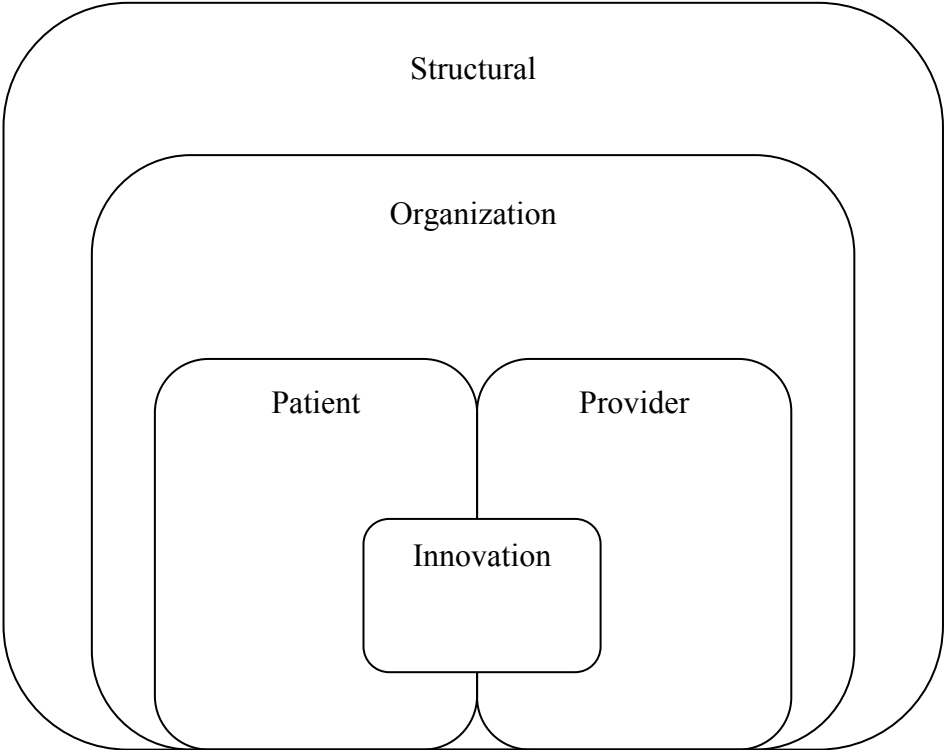 Structural
Organization
Patient
Provider
Innovation